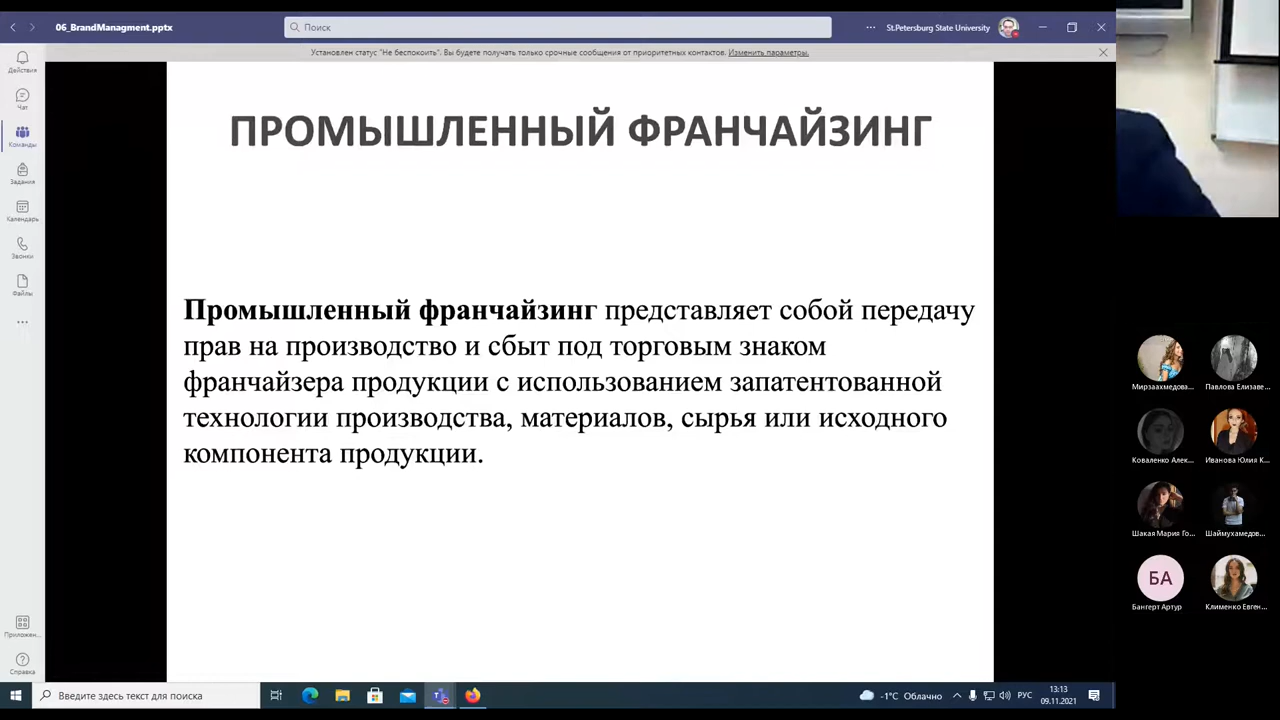 06_BrandManagment.pptx
Поиск
St.Petersburg State University
Установлен статус "Не беспокоить". Вы будете получать только срочные сообщения от приоритетных контактов. Изменить параметры.
Действия
Чат
Команды
Задания
Календарь
Звонки
Файлы
Приложен...
Справка
ПРОМЫШЛЕННЫЙ ФРАНЧАЙЗИНГ
Промышленный франчайзинг представляет собой передачу
прав на производство и сбыт под торговым знаком
франчайзера продукции с использованием запатентованной
технологии производства, материалов, сырья или исходного
компонента продукции.
Мирзаахмедова... Павлова Елизаве...
Коваленко Алек... Иванова Юлия К...
Шакая Мария Го... Шаймухамедов...
БА
Бангерт Артур Клименко Евген...
Введите здесь текст для поиска
-1°C Облачно
РУС
13:13
09.11.2021